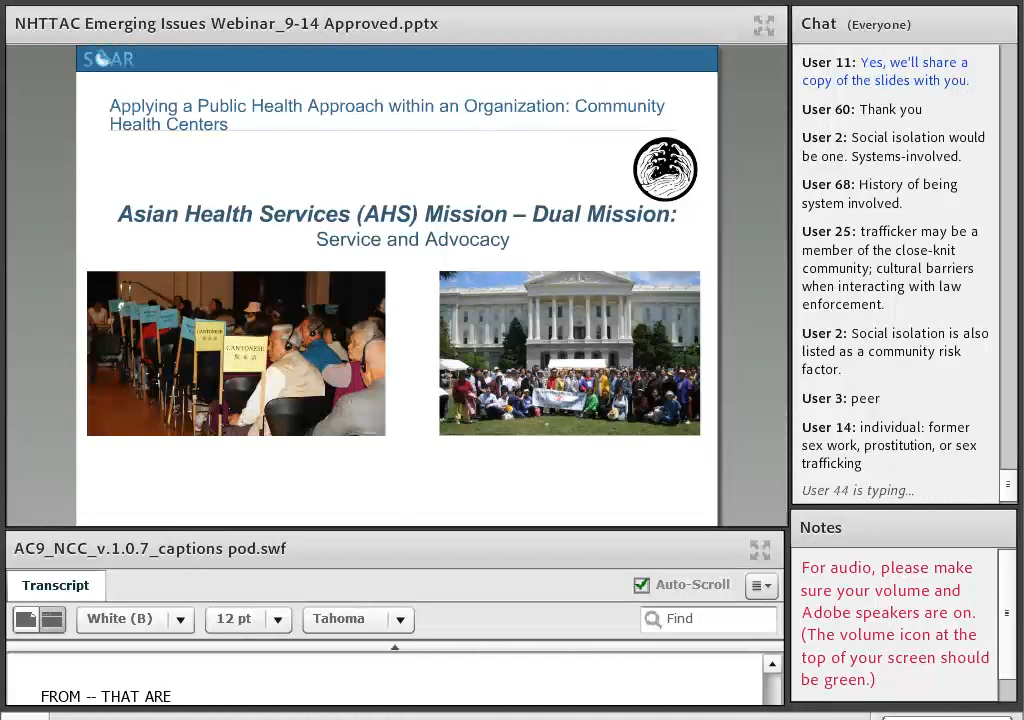 NHTTAC Emerging Issues Webinar_9-14 Approved.pptx
SOAR
Applying a Public Health Approach within an Organization: Community
Health Centers
Asian Health Services (AHS) Mission – Dual Mission:
Service and Advocacy
CANTONESE
CANTONESE
AC9_NCC_v.1.0.7_captions pod.swf
Transcript
Auto-Scroll
White (B)
12 pt
Tahoma
Find
FROM -- THAT ARE
Chat (Everyone)
User 11: Yes, we'll share a
copy of the slides with you.
User 60: Thank you
User 2: Social isolation would
be one. Systems-involved.
User 68: History of being
system involved.
User 25: trafficker may be a
member of the close-knit
community; cultural barriers
when interacting with law
enforcement.
User 2: Social isolation is also
listed as a community risk
factor.
User 3: peer
User 14: individual: former
sex work, prostitution, or sex
trafficking
User 44 is typing...
Notes
For audio, please make
sure your volume and
Adobe speakers are on.
(The volume icon at the
top of your screen should
be green.)